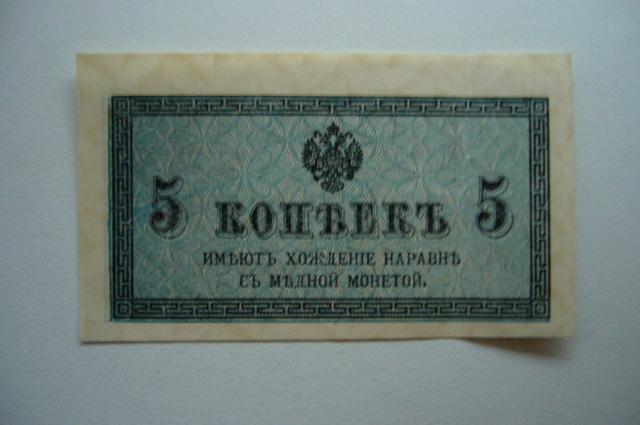 5 КОПѢЕКЪ 5
ИМѢЮТЪ ХОЖДЕНІЕ НАРАВНѢ
СЪ МѢДНОЙ МОНЕТОЙ.